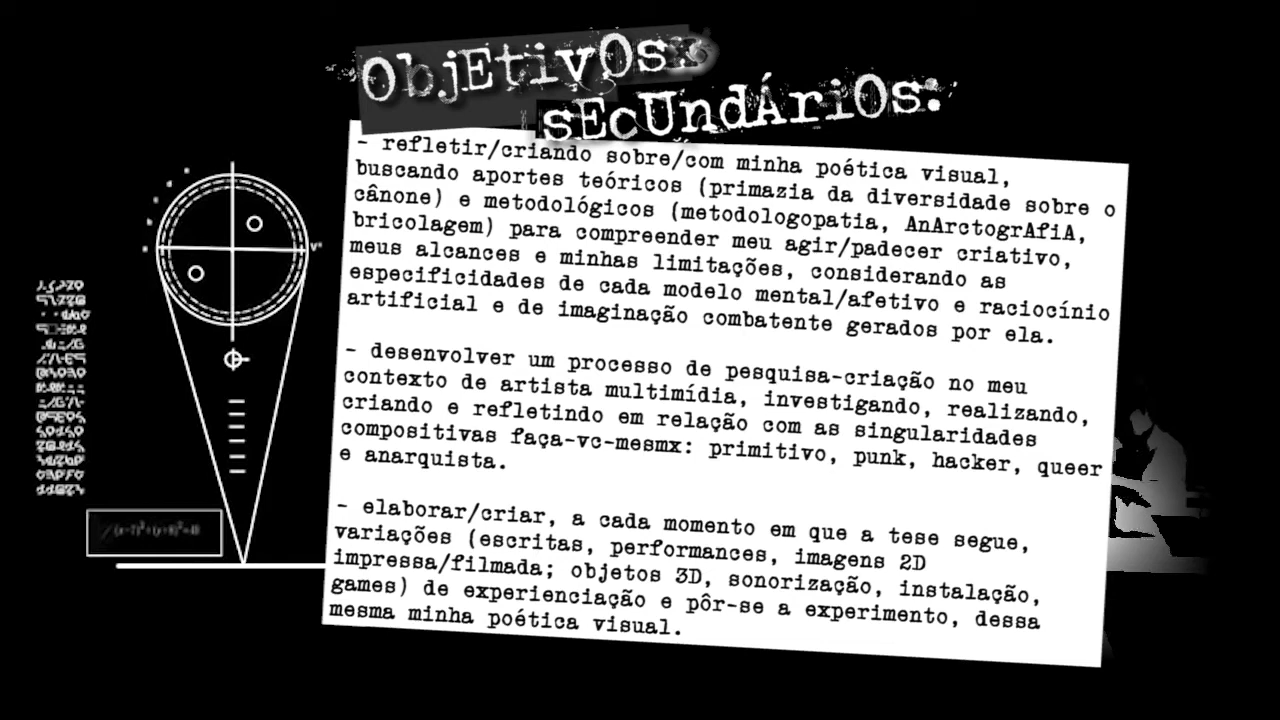 ObjEtivOs
sEcUndÁriOs:
- refletir/criando sobre/com minha poética visual,
buscando aportes teóricos (primazia da diversidade sobre o
cânone) e metodológicos (metodologopatia, AnArctogrAfiA,
bricolagem) para compreender meu agir/padecer criativo,
meus alcances e minhas limitações, considerando as
especificidades de cada modelo mental/afetivo e raciocínio
artificial e de imaginação combatente gerados por ela.
- desenvolver um processo de pesquisa-criação no meu
contexto de artista multimídia, investigando, realizando,
criando e refletindo em relação com as singularidades
compositivas faça-vc-mesmx: primitivo, punk, hacker, queer
e anarquista.
- elaborar/criar, a cada momento em que a tese segue,
variações (escritas, performances, imagens 2D
impressa/filmada; objetos 3D, sonorização, instalação,
games) de experienciação e pôr-se a experimento, dessa
mesma minha poética visual.